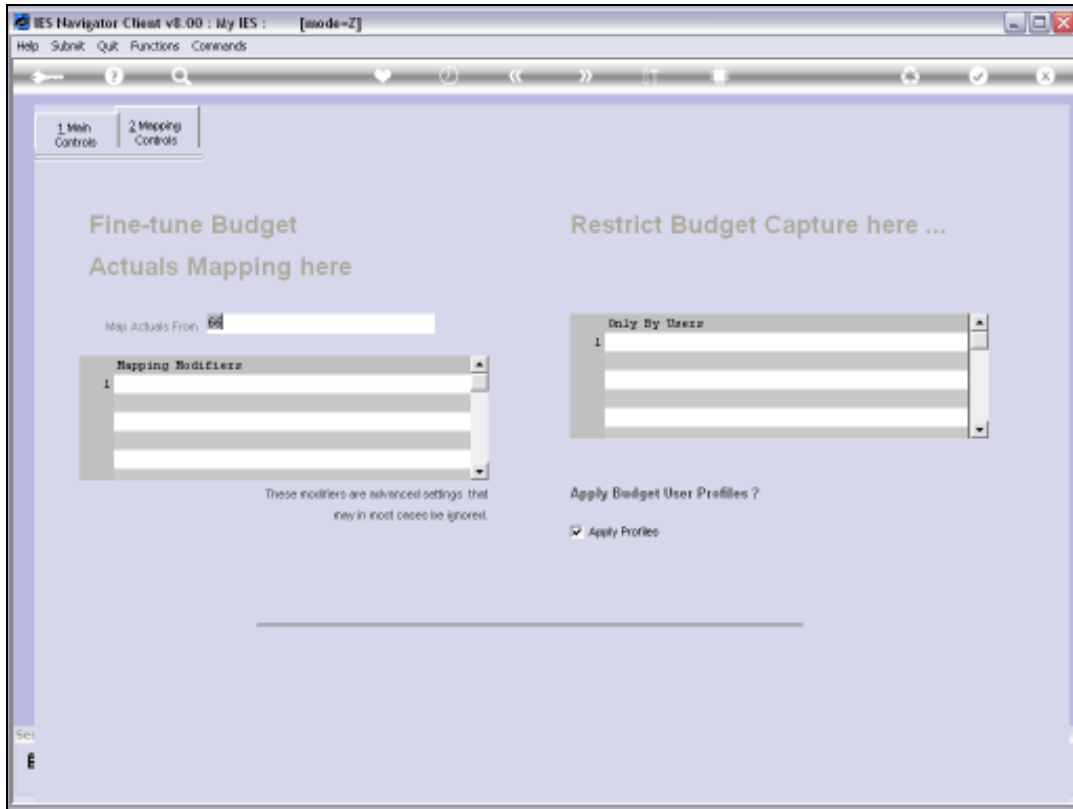 IES Navigator Client v8.00 : My IES : [mode=Z]
Help Submit Quit Functions Commands
1 Main Controls
2 Mapping Controls
Fine-tune Budget
Actuals Mapping here
Restrict Budget Capture here ...
Map Actuals From 66
Mapping Modifiers
1
Only By Users
1
These modifiers are advanced settings that
may in most cases be ignored.
Apply Budget User Profiles ?
Apply Profiles